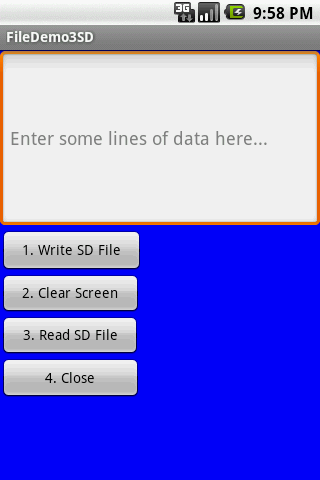 3G 9:58 PM
FileDemo3SD
Enter some lines of data here...
1. Write SD File
2. Clear Screen
3. Read SD File
4. Close